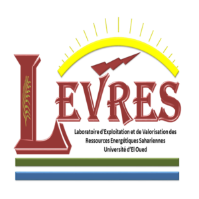 LEVRES
Laboratoire d'Exploitation et de Valorisation des
Ressources Energétiques Sahariennes
Université d'El Oued